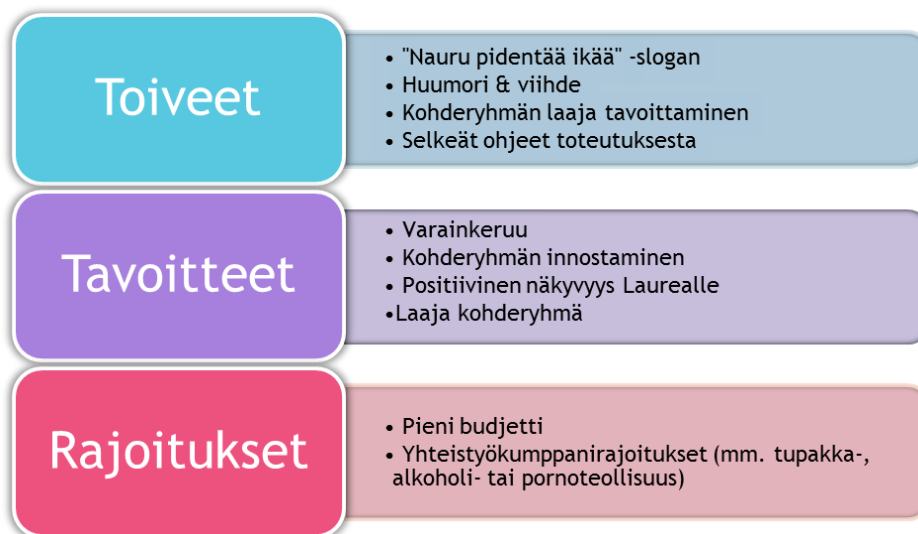 Toiveet
• "Nauru pidentää ikää" -slogan
• Huumori & viihde
• Kohderyhmän laaja tavoittaminen
• Selkeät ohjeet toteutuksesta
Tavoitteet
• Varainkeruu
• Kohderyhmän innostaminen
• Positiivinen näkyvyys Laurealle
•Laaja kohderyhmä
Rajoitukset
• Pieni budjetti
• Yhteistyökumppanirajoitukset (mm. tupakka-,
alkoholi- tai pornoteollisuus)